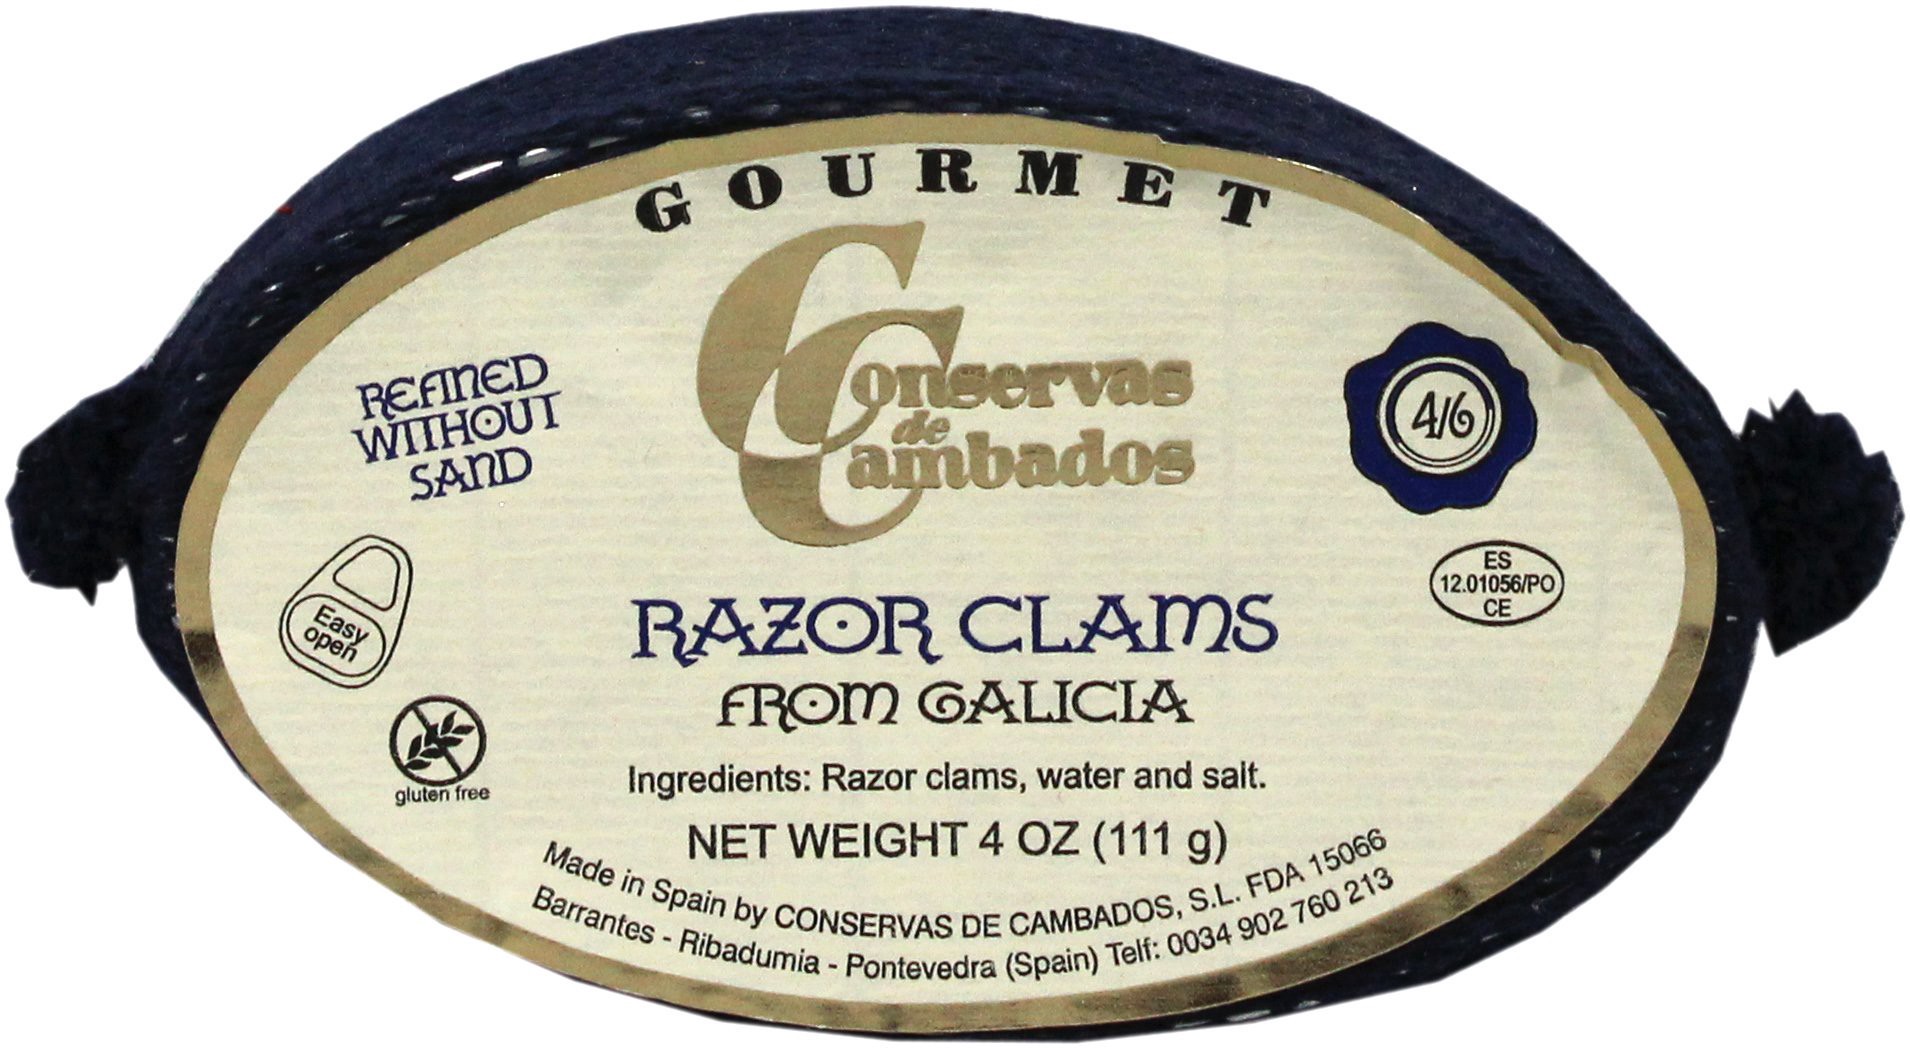 GOURMET
Conservas
de
Cambados
REFINED
WITHOUT
SAND
4/6
Easy
open
ES
12.01056/PO
CE
RAZOR CLAMS
FROM GALICIA
gluten free
Ingredients: Razor clams, water and salt.
NET WEIGHT 4 OZ (111 g)
Made in Spain by CONSERVAS DE CAMBADOS, S.L. FDA 15066
Barrantes - Ribadumia - Pontevedra (Spain) Telf: 0034 902 760 213